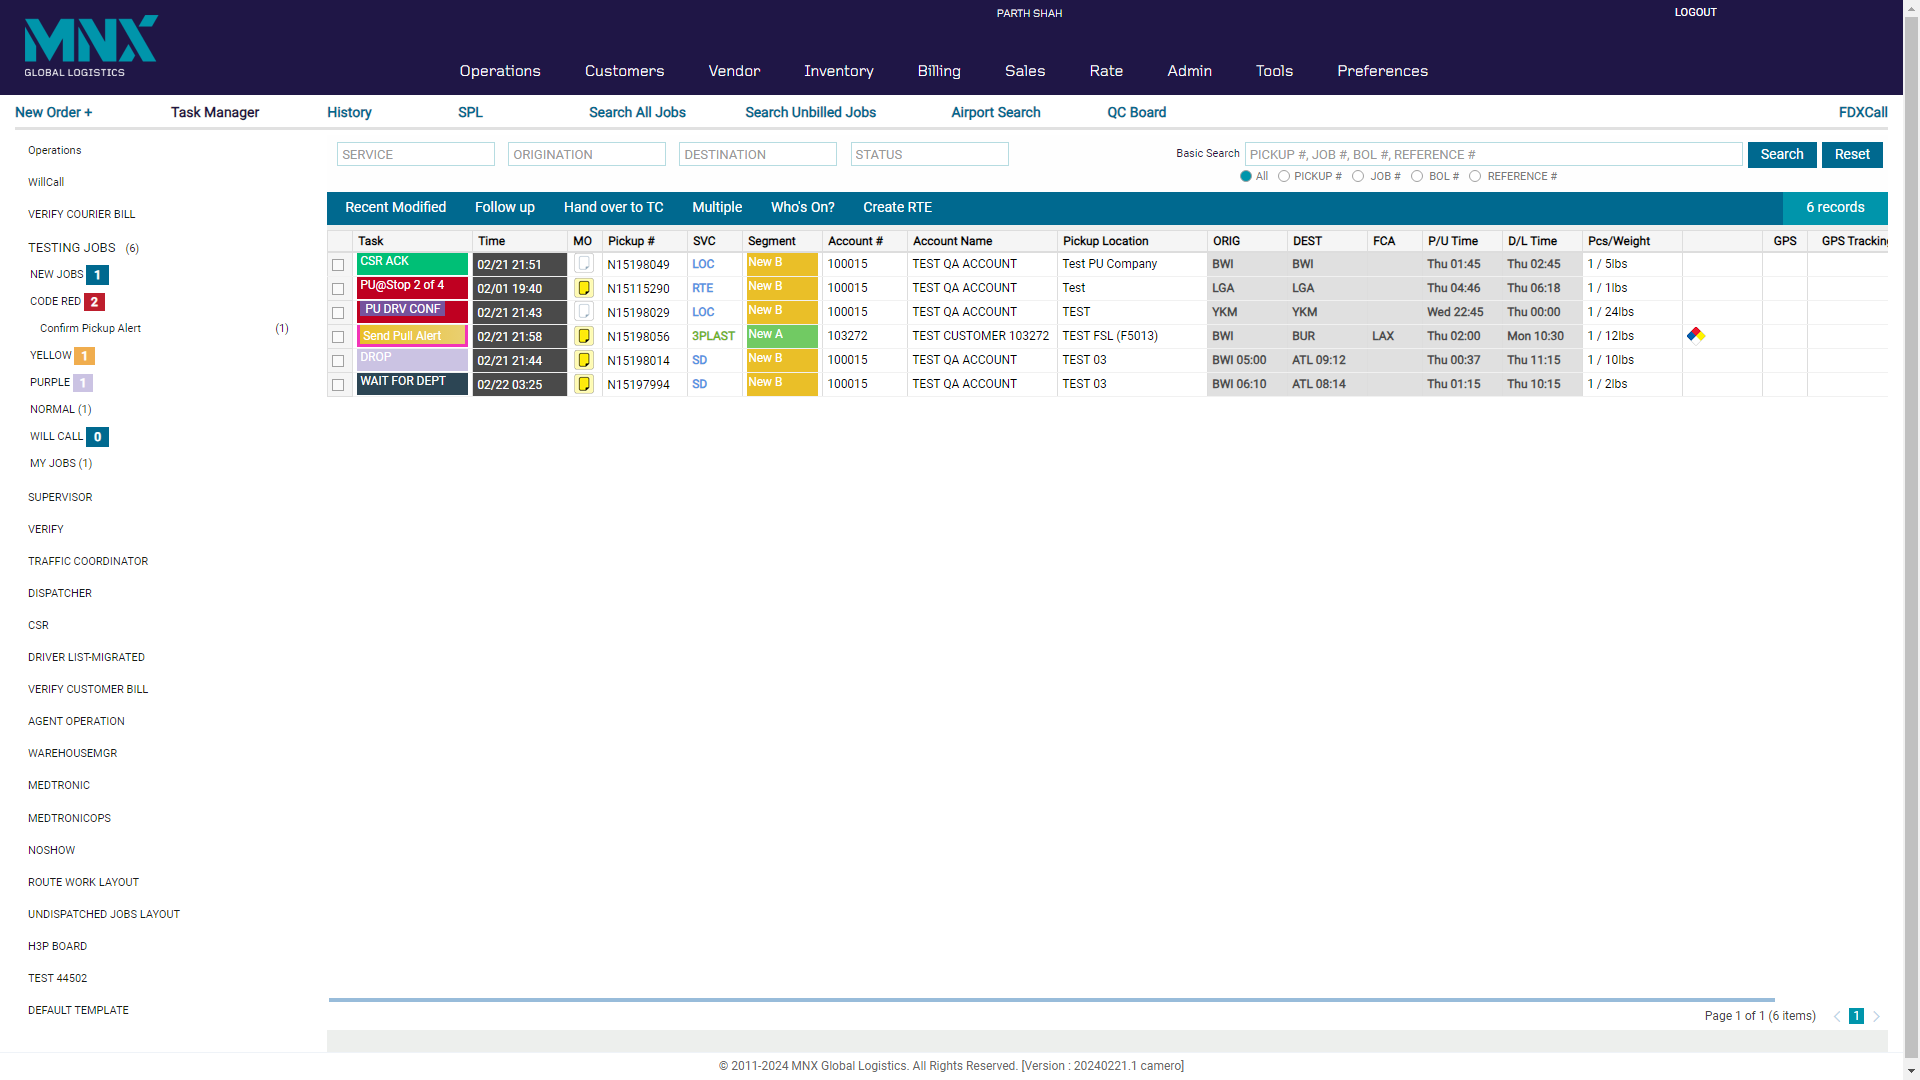 PARTH SHAH
LOGOUT
MNX
GLOBAL LOGISTICS
Operations Customers Vendor Inventory Billing Sales Rate Admin Tools Preferences
New Order + Task Manager History SPL Search All Jobs Search Unbilled Jobs Airport Search QC Board FDXCall
Operations
WillCall
VERIFY COURIER BILL
TESTING JOBS (6)
NEW JOBS 1
CODE RED 2
Confirm Pickup Alert (1)
YELLOW 1
PURPLE 1
NORMAL (1)
WILL CALL 0
MY JOBS (1)
SUPERVISOR
VERIFY
TRAFFIC COORDINATOR
DISPATCHER
CSR
DRIVER LIST-MIGRATED
VERIFY CUSTOMER BILL
AGENT OPERATION
WAREHOUSEMGR
MEDTRONIC
MEDTRONICOPS
NOSHOW
ROUTE WORK LAYOUT
UNDISPATCHED JOBS LAYOUT
H3P BOARD
TEST 44502
DEFAULT TEMPLATE
SERVICE ORIGINATION DESTINATION STATUS Basic Search PICKUP #, JOB #, BOL #, REFERENCE # Search Reset
All PICKUP # JOB # BOL # REFERENCE #
Recent Modified Follow up Hand over to TC Multiple Who's On? Create RTE 6 records
Task Time MO Pickup # SVC Segment Account # Account Name Pickup Location ORIG DEST FCA P/U Time D/L Time Pcs/Weight GPS GPS Tracking
CSR ACK 02/21 21:51 N15198049 LOC New B 100015 TEST QA ACCOUNT Test PU Company BWI BWI Thu 01:45 Thu 02:45 1 / 5lbs
PU@Stop 2 of 4 02/01 19:40 N15115290 RTE New B 100015 TEST QA ACCOUNT Test LGA LGA Thu 04:46 Thu 06:18 1 / 1lbs
PU DRV CONF 02/21 21:43 N15198029 LOC New B 100015 TEST QA ACCOUNT TEST YKM YKM Wed 22:45 Thu 00:00 1 / 24lbs
Send Pull Alert 02/21 21:58 N15198056 3PLAST New A 103272 TEST CUSTOMER 103272 TEST FSL (F5013) BWI BUR LAX Thu 02:00 Mon 10:30 1 / 12lbs
DROP 02/21 21:44 N15198014 SD New B 100015 TEST QA ACCOUNT TEST 03 BWI 05:00 ATL 09:12 Thu 00:37 Thu 11:15 1 / 10lbs
WAIT FOR DEPT 02/22 03:25 N15197994 SD New B 100015 TEST QA ACCOUNT TEST 03 BWI 06:10 ATL 08:14 Thu 01:15 Thu 10:15 1 / 2lbs
Page 1 of 1 (6 items) 1
© 2011-2024 MNX Global Logistics. All Rights Reserved. [Version : 20240221.1 camero]